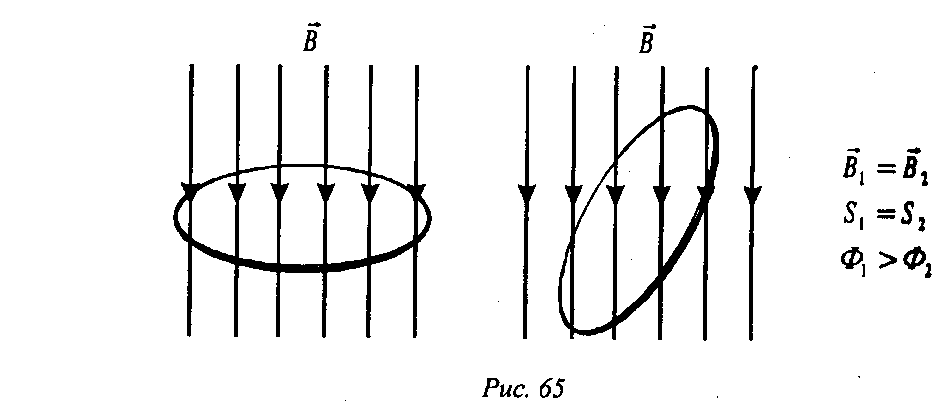 B⃗
B⃗
B⃗₁ = B⃗₂
S₁ = S₂
Φ₁ > Φ₂
Рис. 65